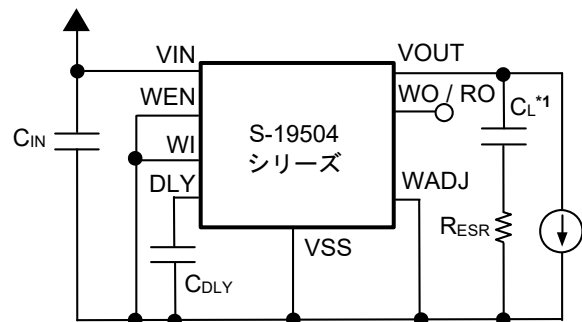 VIN
VOUT
WEN
WO / RO
CL*1
CIN
S-19504
シリーズ
WI
DLY
WADJ
RESR
VSS
CDLY